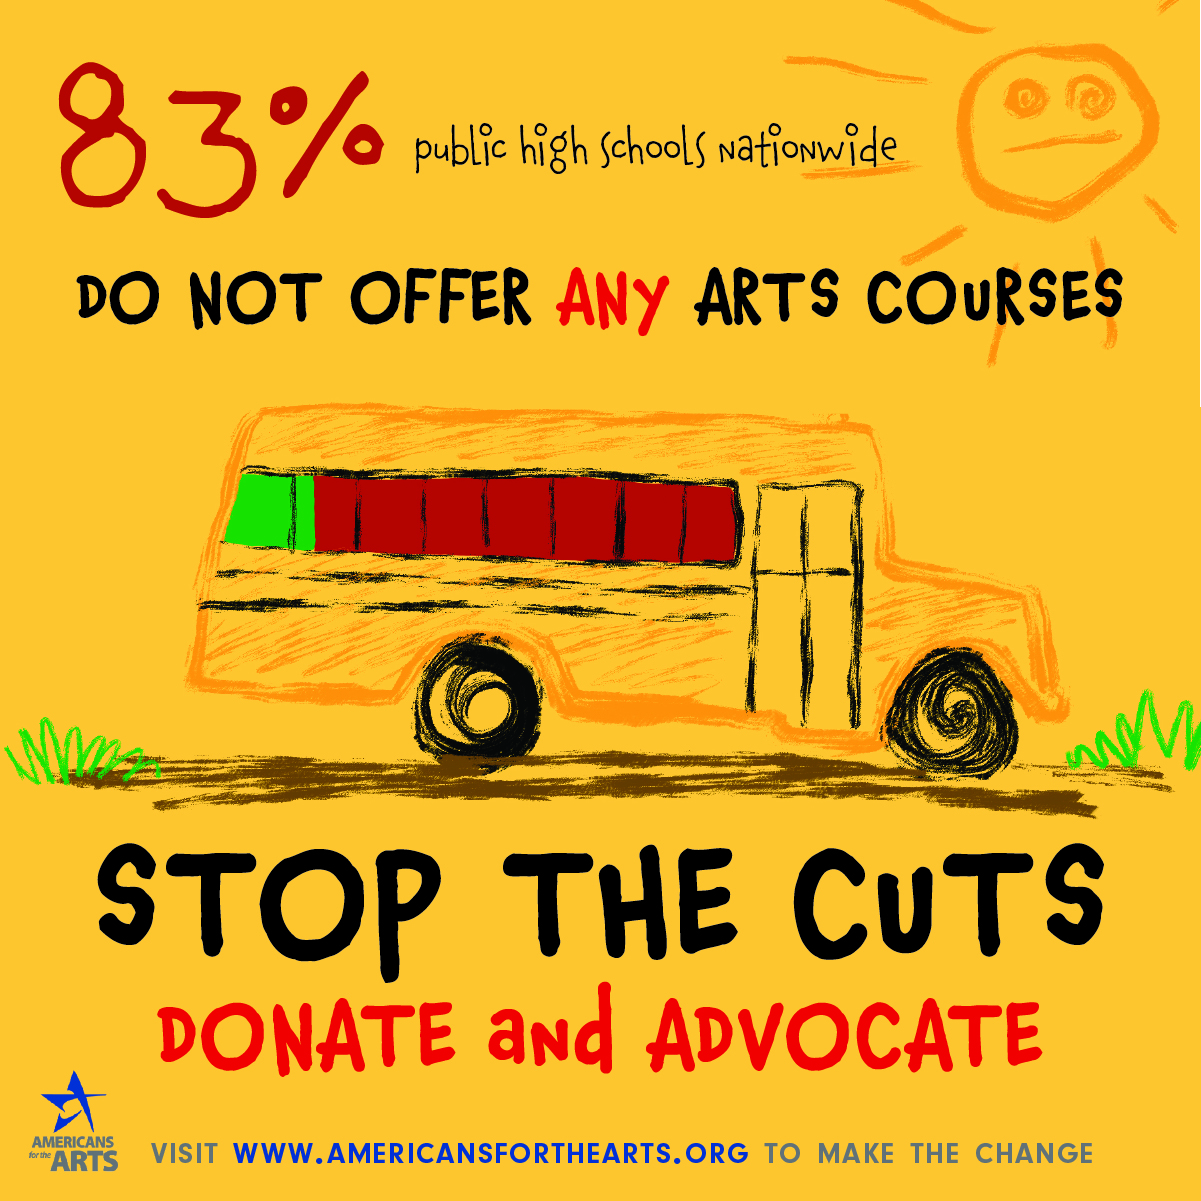 83% public high schools nationwide
DO NOT OFFER ANY ARTS COURSES
STOP THE CUTS
DONATE and ADVOCATE
AMERICANS
for the ARTS
VISIT WWW.AMERICANSFORTHEARTS.ORG TO MAKE THE CHANGE